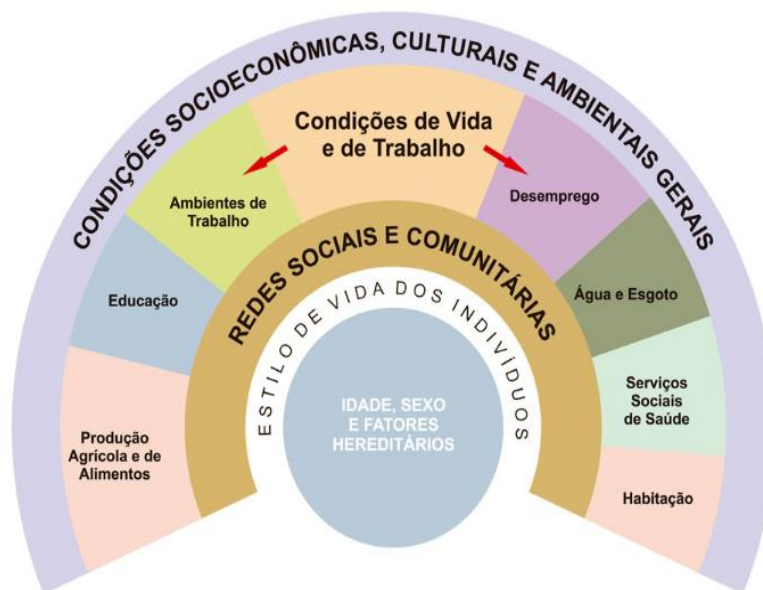 CONDIÇÕES SOCIOECONÔMICAS, CULTURAIS E AMBIENTAIS GERAIS
Condições de Vida
e de Trabalho
Ambientes de
Trabalho
Desemprego
Educação
Água e Esgoto
Produção
Agrícola e de
Alimentos
Serviços
Sociais
de Saúde
Habitação
REDES SOCIAIS E COMUNITÁRIAS
ESTILO DE VIDA DOS INDIVÍDUOS
IDADE, SEXO
E FATORES
HEREDITÁRIOS